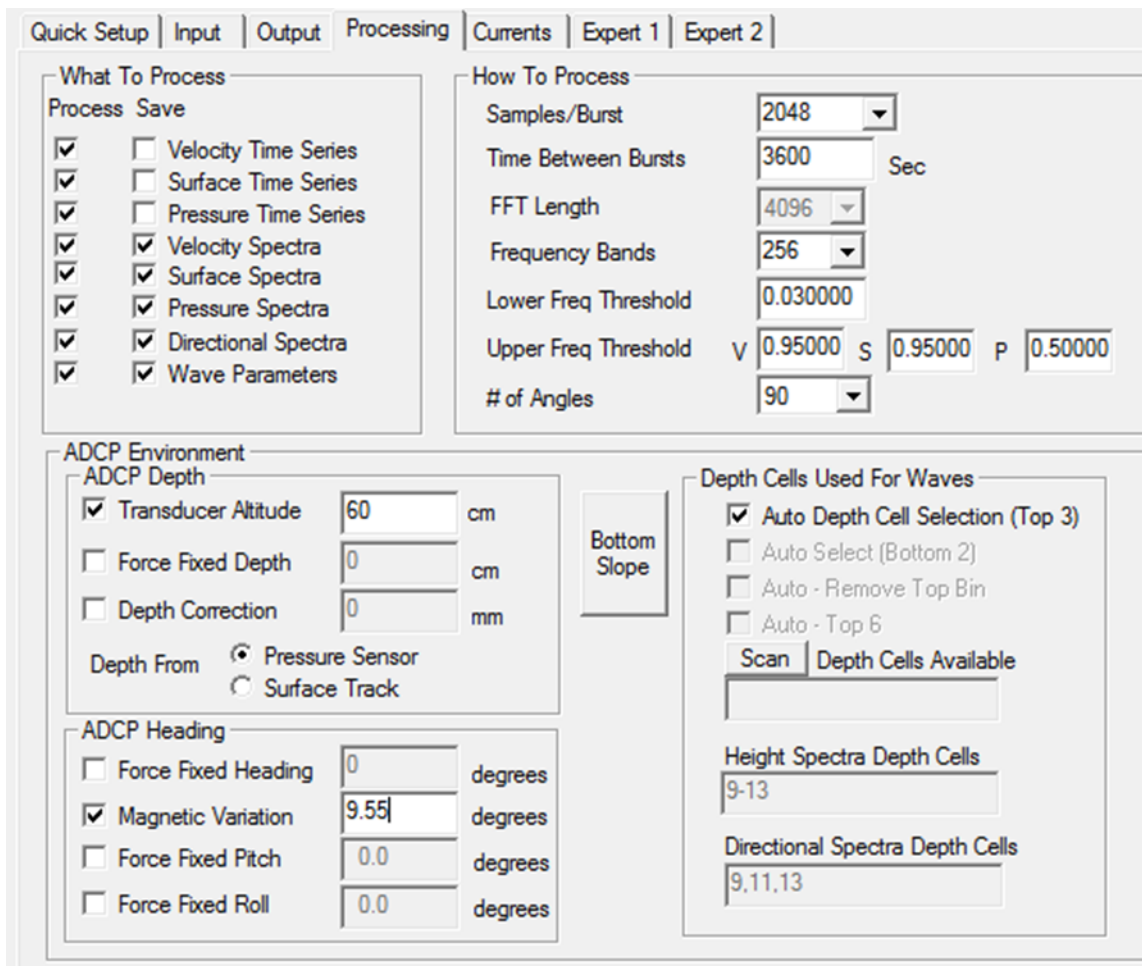 Quick Setup Input Output Processing Currents Expert 1 Expert 2
What To Process
Process Save
Velocity Time Series
Surface Time Series
Pressure Time Series
Velocity Spectra
Surface Spectra
Pressure Spectra
Directional Spectra
Wave Parameters
How To Process
Samples/Burst 2048
Time Between Bursts 3600 Sec
FFT Length 4096
Frequency Bands 256
Lower Freq Threshold 0.030000
Upper Freq Threshold V 0.95000 S 0.95000 P 0.50000
# of Angles 90
ADCP Environment
ADCP Depth
Transducer Altitude 60 cm
Force Fixed Depth 0 cm
Depth Correction 0 mm
Depth From Pressure Sensor
Surface Track
Bottom
Slope
ADCP Heading
Force Fixed Heading 0 degrees
Magnetic Variation 9.55 degrees
Force Fixed Pitch 0.0 degrees
Force Fixed Roll 0.0 degrees
Depth Cells Used For Waves
Auto Depth Cell Selection (Top 3)
Auto Select (Bottom 2)
Auto - Remove Top Bin
Auto - Top 6
Scan Depth Cells Available
Height Spectra Depth Cells
9-13
Directional Spectra Depth Cells
9,11,13